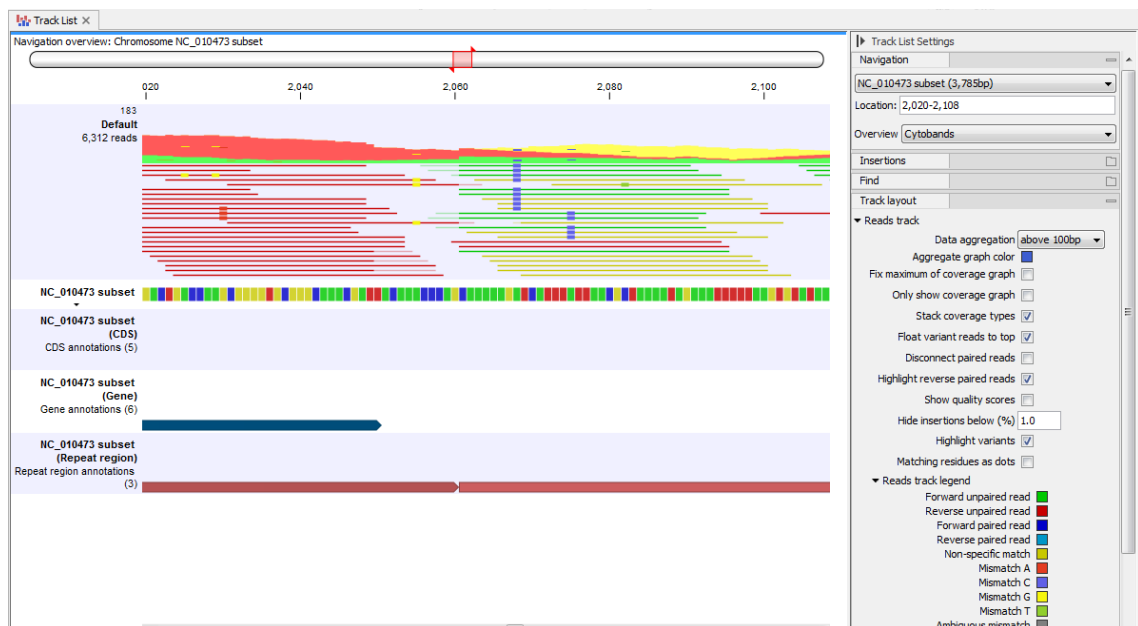 Track List
Navigation overview: Chromosome NC_010473 subset
020 2,040 2,060 2,080 2,100
183
Default
6,312 reads
NC_010473 subset
NC_010473 subset
(CDS)
CDS annotations (5)
NC_010473 subset
(Gene)
Gene annotations (6)
NC_010473 subset
(Repeat region)
Repeat region annotations
(3)
Track List Settings
Navigation
NC_010473 subset (3,785bp)
Location: 2,020-2,108
Overview Cytobands
Insertions
Find
Track layout
Reads track
Data aggregation above 100bp
Aggregate graph color
Fix maximum of coverage graph
Only show coverage graph
Stack coverage types
Float variant reads to top
Disconnect paired reads
Highlight reverse paired reads
Show quality scores
Hide insertions below (%) 1.0
Highlight variants
Matching residues as dots
Reads track legend
Forward unpaired read
Reverse unpaired read
Forward paired read
Reverse paired read
Non-specific match
Mismatch A
Mismatch C
Mismatch G
Mismatch T
Ambiguous mismatch